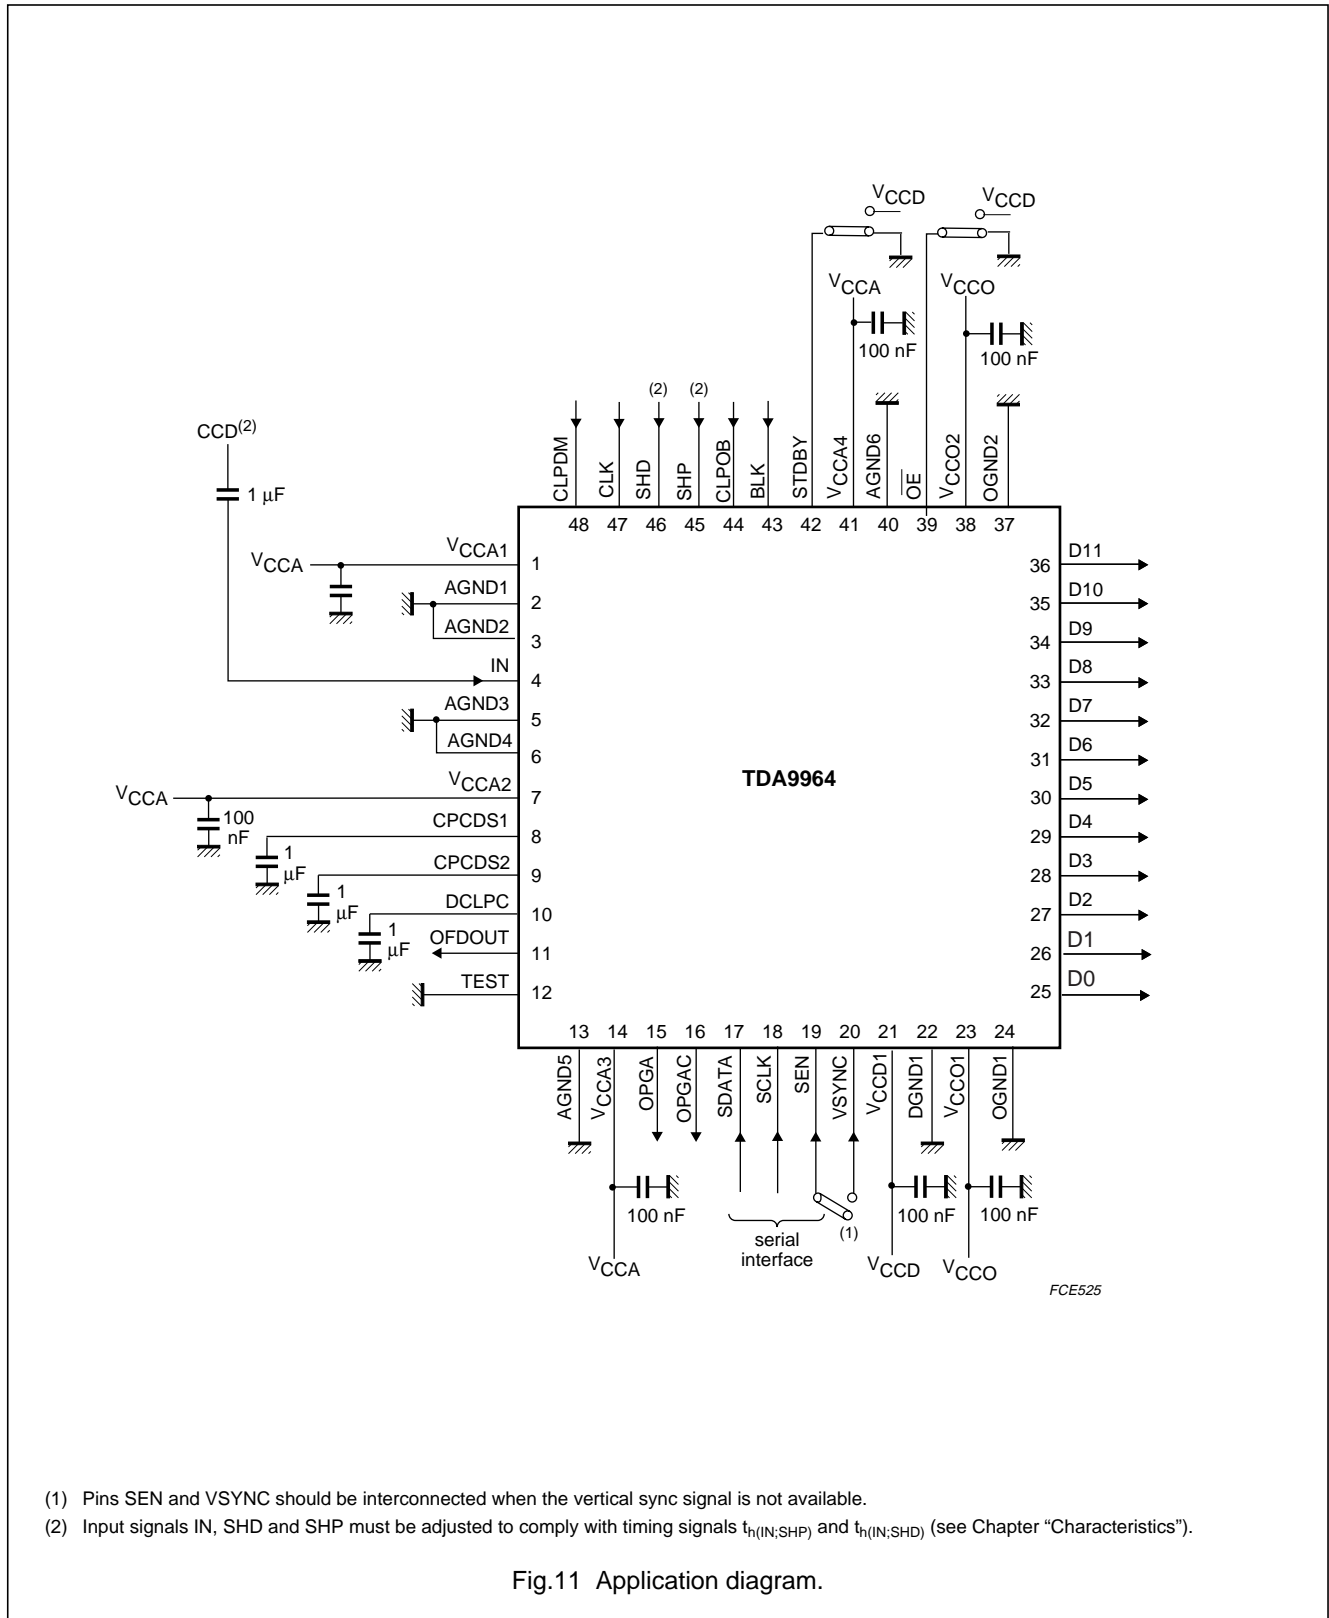 VCCD
VCCD
VCCA
VCCO
100 nF
100 nF
(2)
(2)
CCD(2)
1 μF
CLPDM
CLK
SHD
SHP
CLPOB
BLK
STDBY
VCCA4
AGND6
OE
VCCO2
OGND2
48
47
46
45
44
43
42
41
40
39
38
37
VCCA
VCCA1
1
AGND1
2
AGND2
3
IN
4
AGND3
5
AGND4
6
VCCA
VCCA2
7
100
nF
CPCDS1
8
1
μF
CPCDS2
9
1
μF
DCLPC
10
1
μF
OFDOUT
11
TEST
12
TDA9964
36
D11
35
D10
34
D9
33
D8
32
D7
31
D6
30
D5
29
D4
28
D3
27
D2
26
D1
25
D0
13
14
15
16
17
18
19
20
21
22
23
24
AGND5
VCCA3
OPGA
OPGAC
SDATA
SCLK
SEN
VSYNC
VCCD1
DGND1
VCCO1
OGND1
100 nF
100 nF
100 nF
(1)
serial
interface
VCCA
VCCD
VCCO
FCE525
(1) Pins SEN and VSYNC should be interconnected when the vertical sync signal is not available.
(2) Input signals IN, SHD and SHP must be adjusted to comply with timing signals th(IN;SHP) and th(IN;SHD) (see Chapter “Characteristics”).
Fig.11 Application diagram.